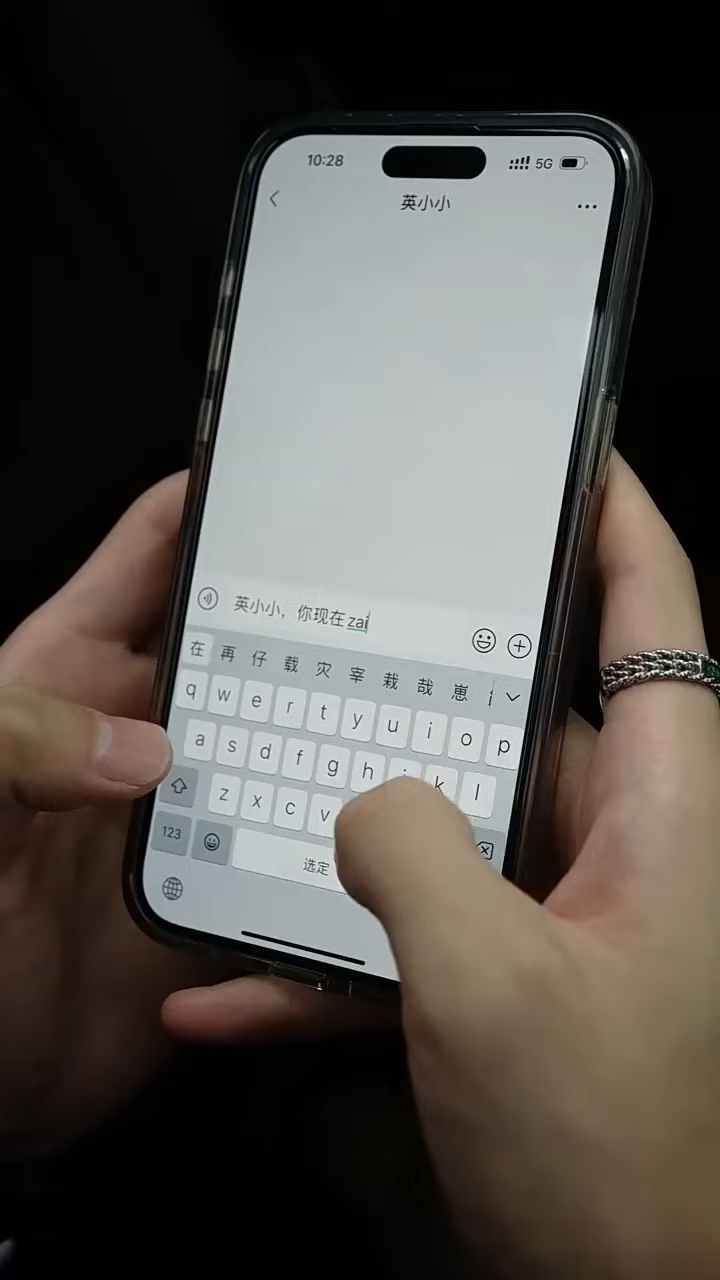 10:28 5G
英小小
英小小，你现在zai
在 再 仔 载 灾 宰 栽 哉 崽
q w e r t y u i o p
a s d f g h j k l
z x c v
123 选定